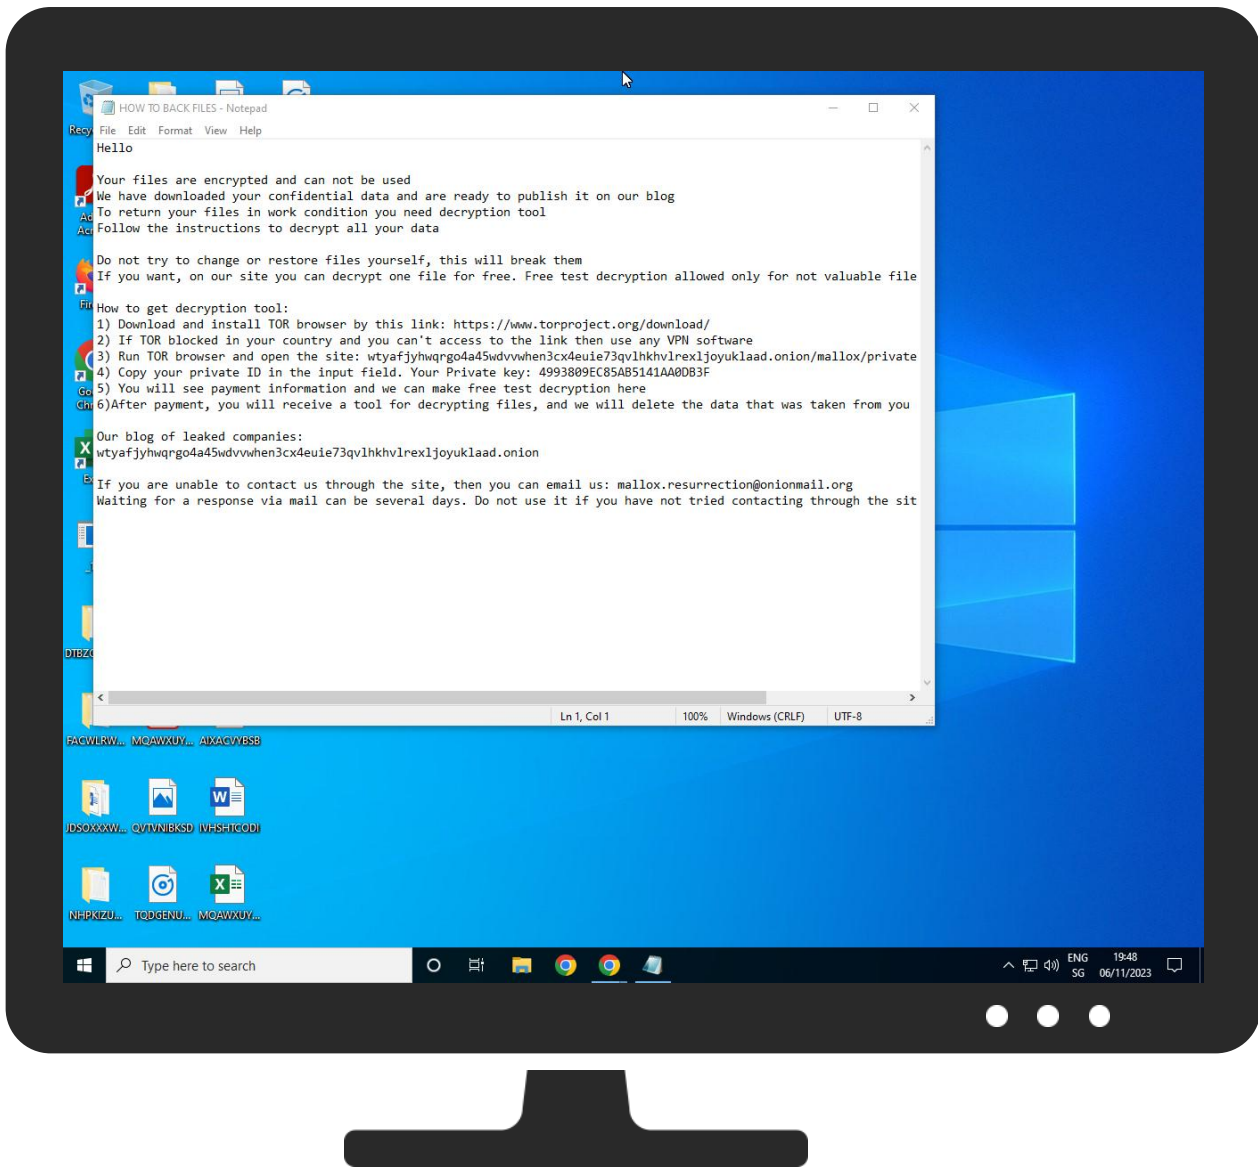 HOW TO BACK FILES - Notepad
File Edit Format View Help
Hello
Your files are encrypted and can not be used
We have downloaded your confidential data and are ready to publish it on our blog
To return your files in work condition you need decryption tool
Follow the instructions to decrypt all your data
Do not try to change or restore files yourself, this will break them
If you want, on our site you can decrypt one file for free. Free test decryption allowed only for not valuable file
How to get decryption tool:
1) Download and install TOR browser by this link: https://www.torproject.org/download/
2) If TOR blocked in your country and you can't access to the link then use any VPN software
3) Run TOR browser and open the site: wtyafjyhwqrgo4a45wdvvwhen3cx4euie73qvlhkhvlrexljoyuklaad.onion/mallox/private
4) Copy your private ID in the input field. Your Private key: 4993809EC85AB5141AA0DB3F
5) You will see payment information and we can make free test decryption here
6)After payment, you will receive a tool for decrypting files, and we will delete the data that was taken from you
Our blog of leaked companies:
wtyafjyhwqrgo4a45wdvvwhen3cx4euie73qvlhkhvlrexljoyuklaad.onion
If you are unable to contact us through the site, then you can email us: mallox.resurrection@onionmail.org
Waiting for a response via mail can be several days. Do not use it if you have not tried contacting through the sit
Ln 1, Col 1 100% Windows (CRLF) UTF-8
FACWLRW... MQAWXUY... AIXACVYBSB
JDSOXXXW... QVTVNIBKSD IVHSHTCODI
NHPKIZU... TQDGENU... MQAWXUY...
Type here to search
ENG 19:48
SG 06/11/2023